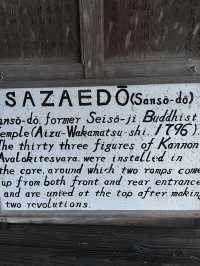 SAZAEDŌ (Sansō-dō)
ansō-dō, former Seisō-ji Buddhist
emple (Aizu-Wakamatsu-shi. 1796).
The thirty three figures of Kannon
Avalokitesvara. were installed in
the core, around which two ramps come
up from both front and rear entrance
and are united at the top after making
two revolutions.